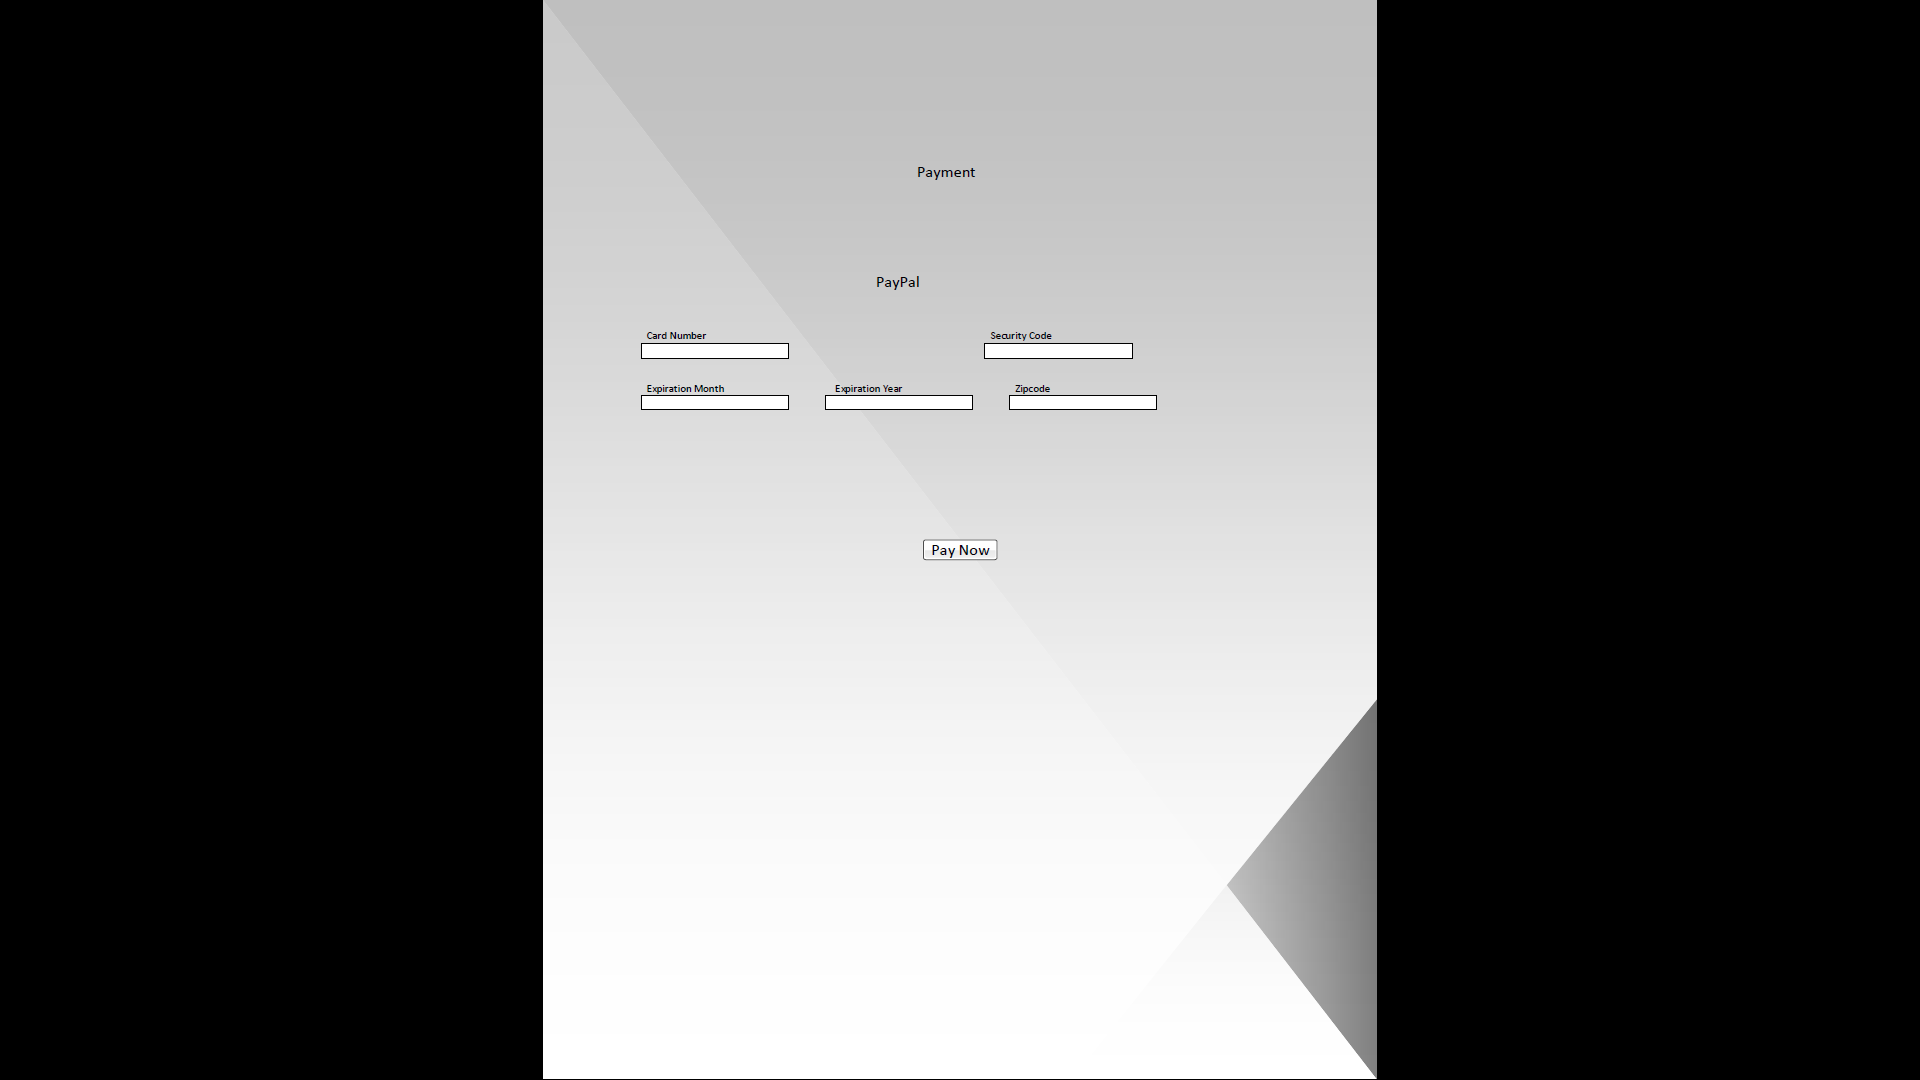 Payment
PayPal
Card Number
Security Code
Expiration Month
Expiration Year
Zipcode
Pay Now